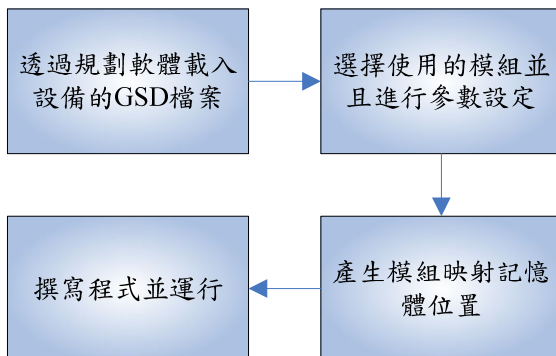 透過規劃軟體載入
設備的GSD檔案
選擇使用的模組並
且進行參數設定
產生模組映射記憶
體位置
撰寫程式並運行